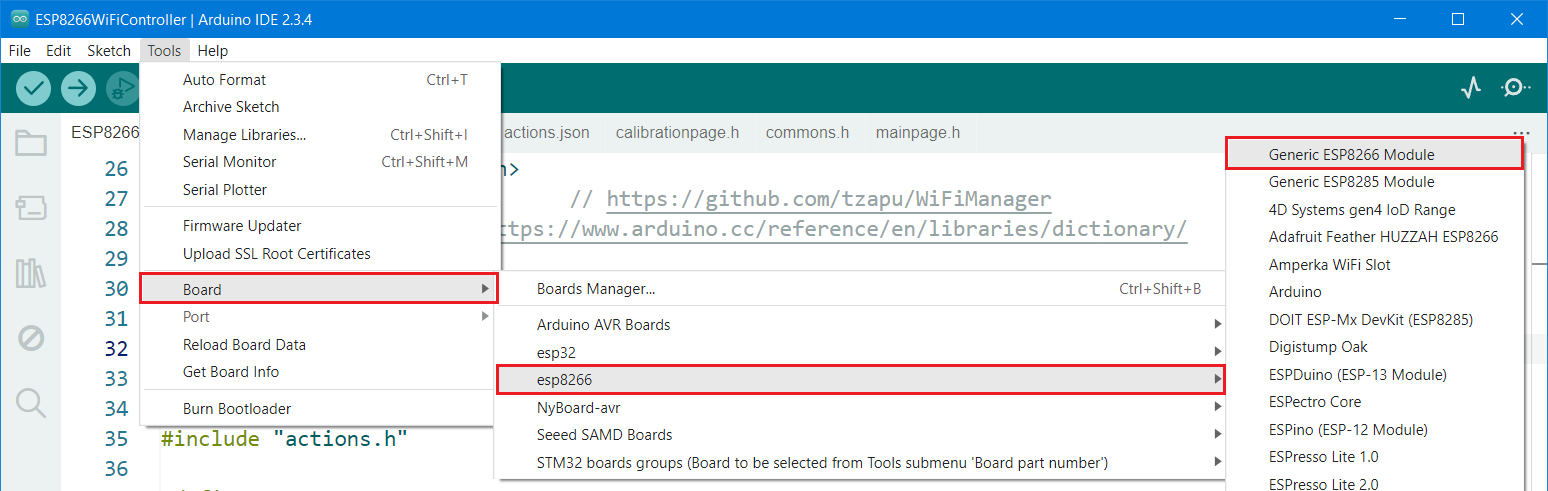 ESP8266WiFiController | Arduino IDE 2.3.4
File Edit Sketch Tools Help
Auto Format Ctrl+T
Archive Sketch
Manage Libraries... Ctrl+Shift+I
Serial Monitor Ctrl+Shift+M
Serial Plotter
Firmware Updater
Upload SSL Root Certificates
Board
Port
Reload Board Data
Get Board Info
Burn Bootloader
ESP8266 actions.json calibrationpage.h commons.h mainpage.h ...
26 >
27 // https://github.com/tzapu/WiFiManager
28 ttps://www.arduino.cc/reference/en/libraries/dictionary/
29
30
31
32
33
34
35 #include "actions.h"
36
Boards Manager... Ctrl+Shift+B
Arduino AVR Boards
esp32
esp8266
NyBoard-avr
Seeed SAMD Boards
STM32 boards groups (Board to be selected from Tools submenu 'Board part number')
Generic ESP8266 Module
Generic ESP8285 Module
4D Systems gen4 IoD Range
Adafruit Feather HUZZAH ESP8266
Amperka WiFi Slot
Arduino
DOIT ESP-Mx DevKit (ESP8285)
Digistump Oak
ESPDuino (ESP-13 Module)
ESPectro Core
ESPino (ESP-12 Module)
ESPresso Lite 1.0
ESPresso Lite 2.0